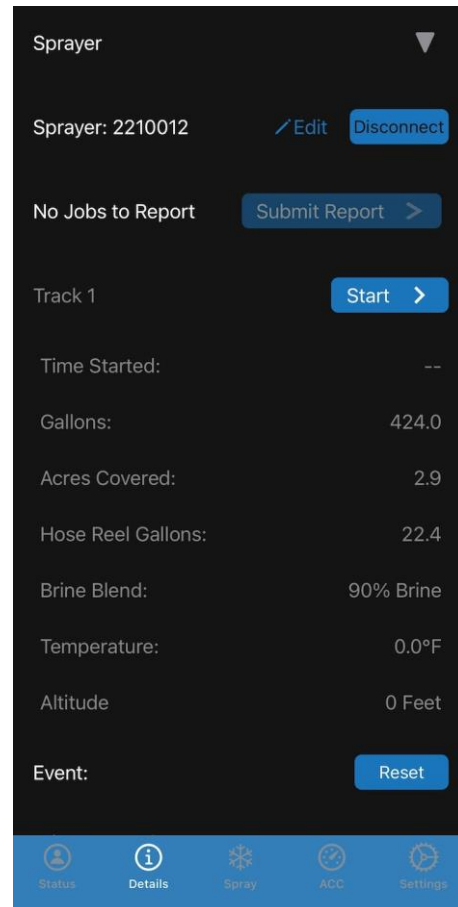 Sprayer
Sprayer: 2210012 Edit Disconnect
No Jobs to Report Submit Report >
Track 1 Start >
Time Started: --
Gallons: 424.0
Acres Covered: 2.9
Hose Reel Gallons: 22.4
Brine Blend: 90% Brine
Temperature: 0.0°F
Altitude 0 Feet
Event: Reset
Status Details Spray ACC Settings